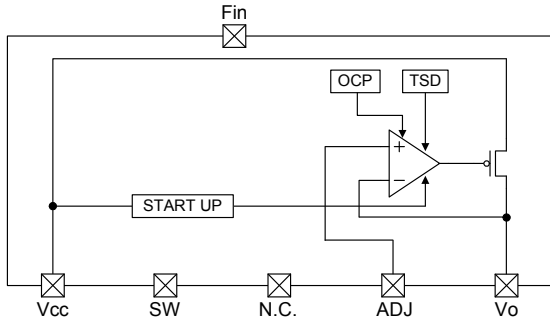 Fin
OCP TSD
+
−
START UP
Vcc SW N.C. ADJ Vo